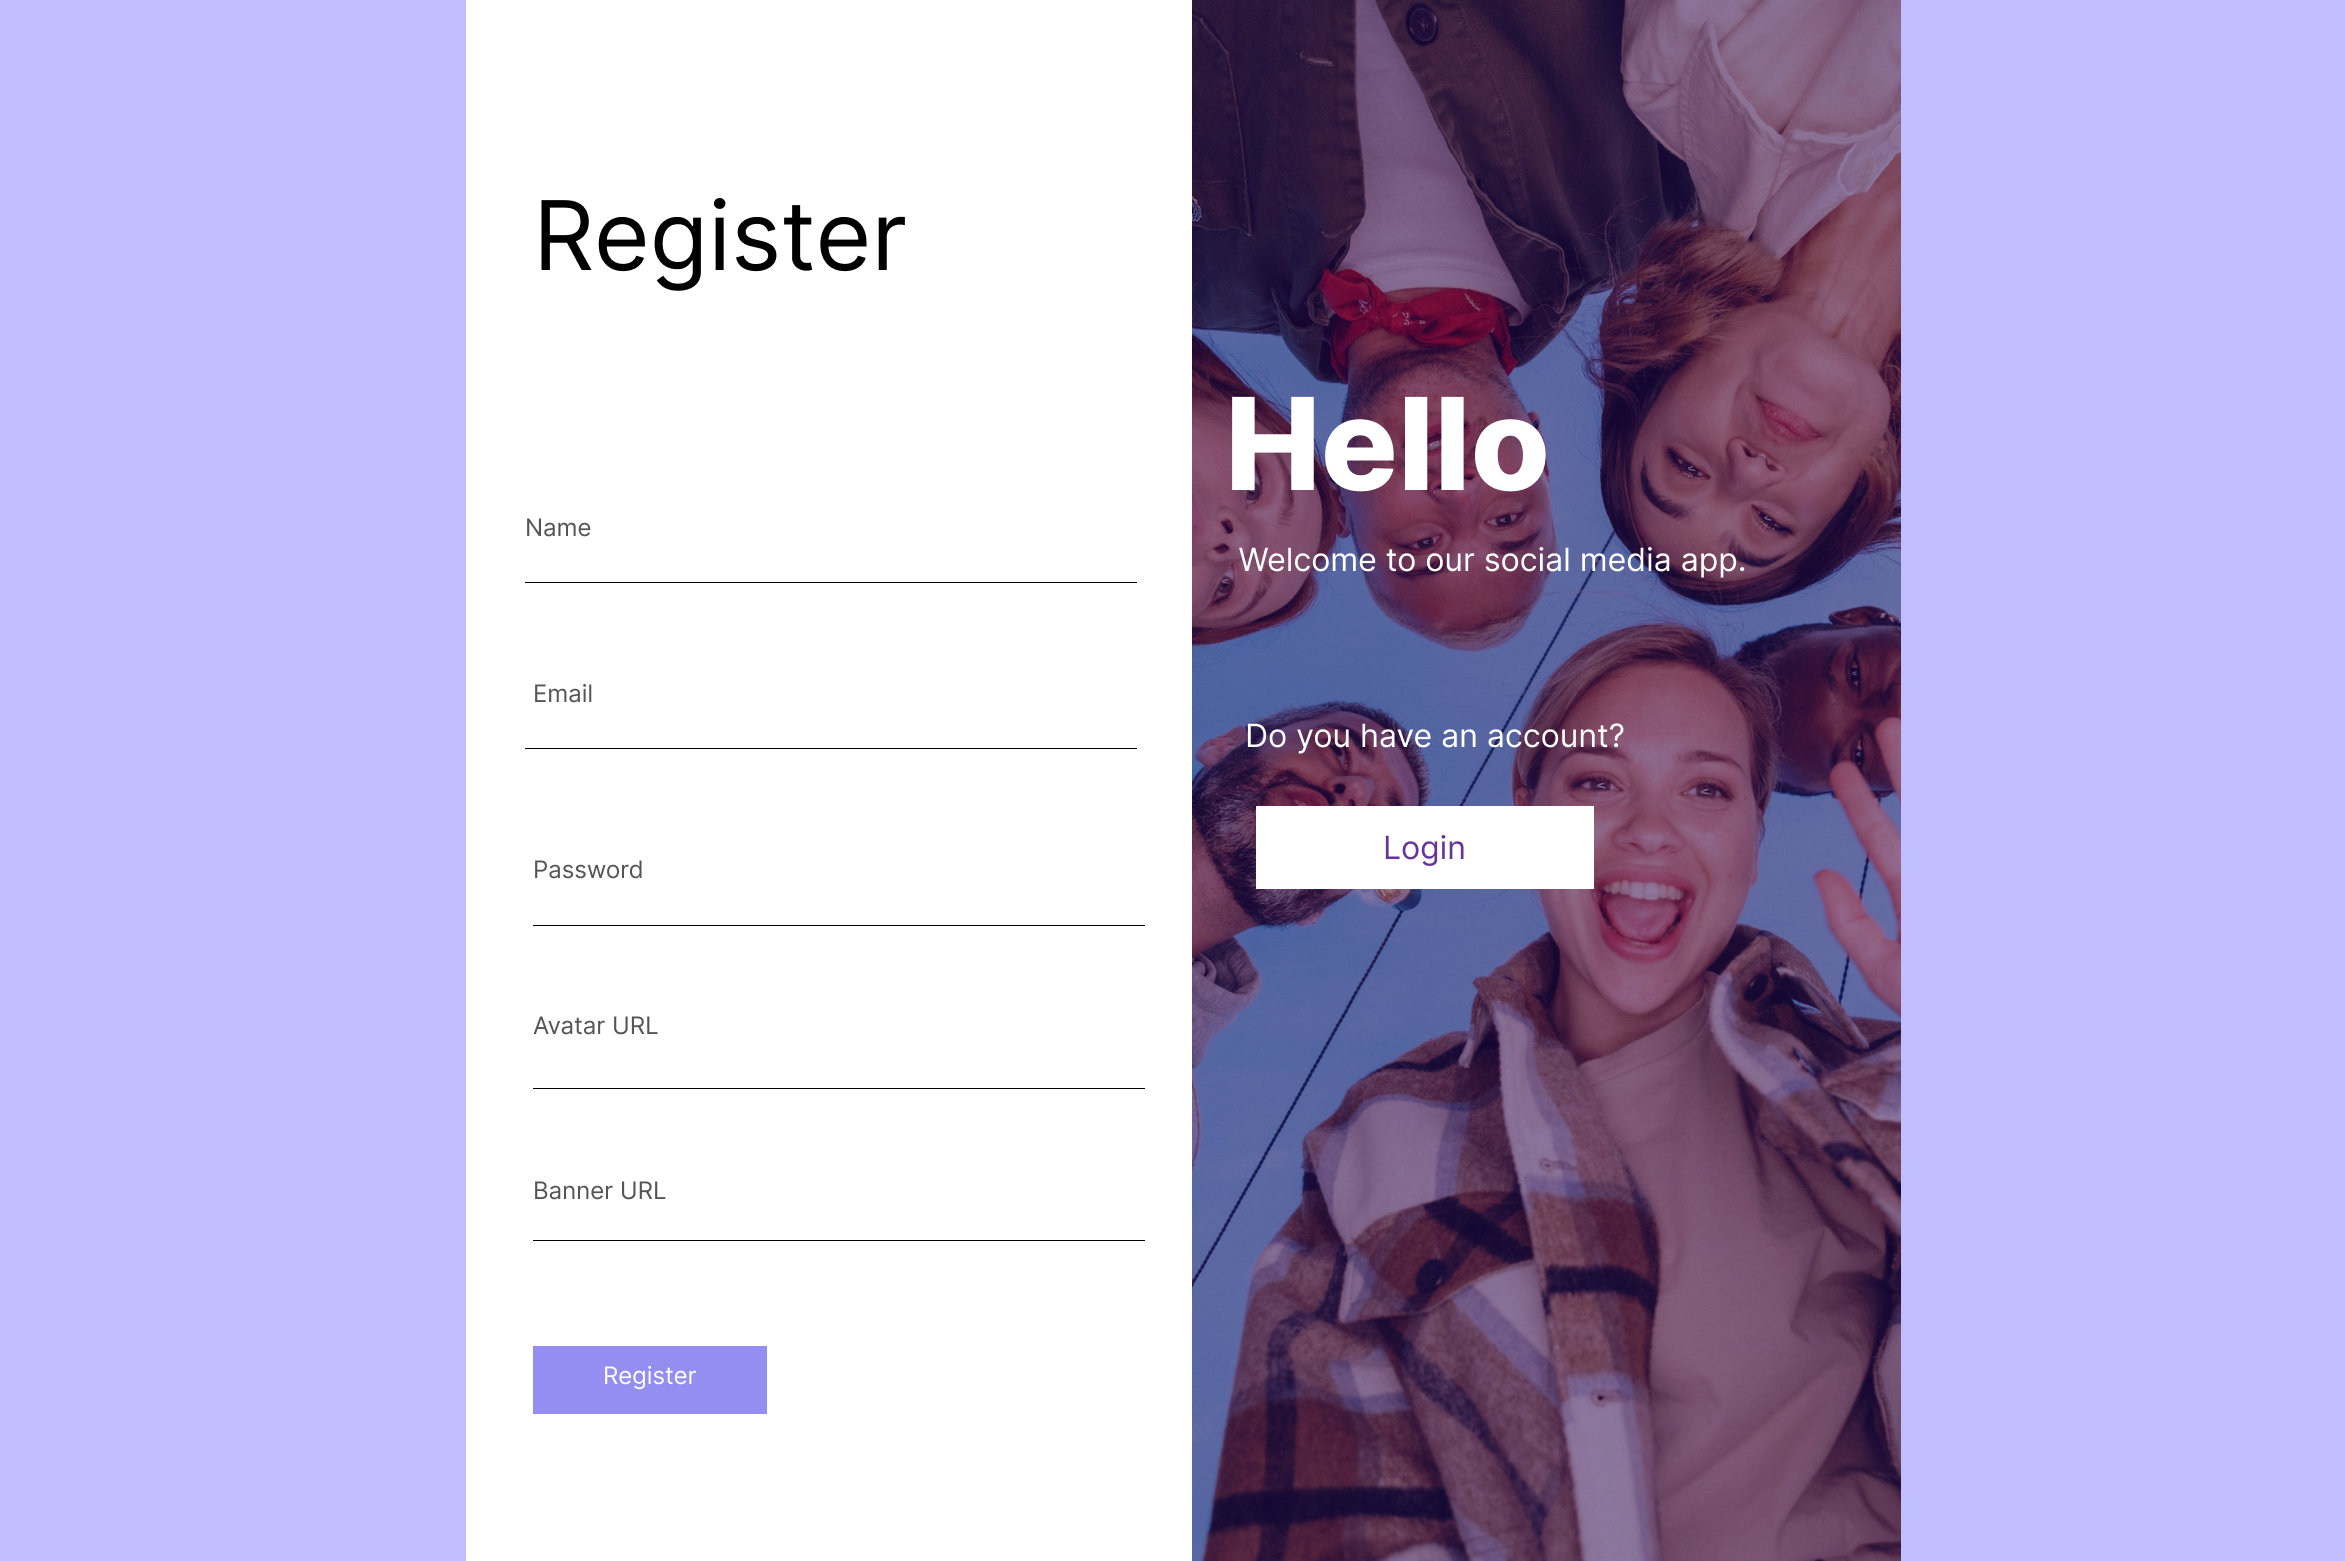 Register
Name
Email
Password
Avatar URL
Banner URL
Register
Hello
Welcome to our social media app.
Do you have an account?
Login